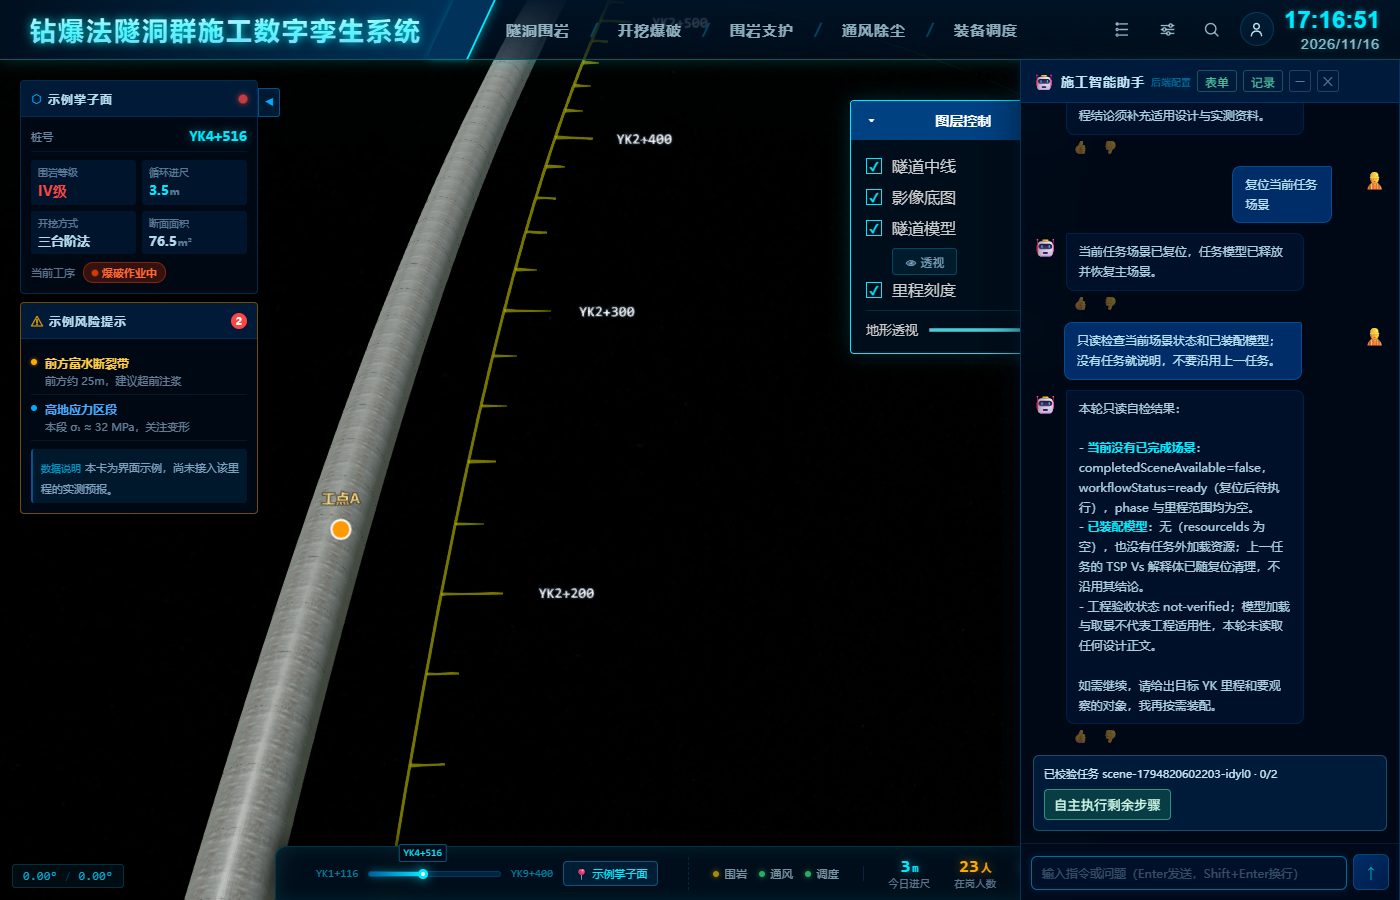 钻爆法隧洞群施工数字孪生系统
隧洞围岩 / 开挖爆破 / 围岩支护 / 通风除尘 / 装备调度
17:16:51
2026/11/16
示例掌子面
桩号 YK4+516
围岩等级
IV级
循环进尺
3.5m
开挖方式
三台阶法
断面面积
76.5m²
当前工序 爆破作业中
示例风险提示 2
前方富水断裂带
前方约 25m，建议超前注浆
高地应力区段
本段 σ₁ ≈ 32 MPa，关注变形
数据说明 本卡为界面示例，尚未接入该里
程的实测预报。
YK2+500
YK2+400
YK2+300
YK2+200
工点A
图层控制
隧道中线
影像底图
隧道模型
透视
里程刻度
地形透视
施工智能助手 后端配置 表单 记录
程结论须补充适用设计与实测资料。
复位当前任务
场景
当前任务场景已复位，任务模型已释放
并恢复主场景。
只读检查当前场景状态和已装配模型；
没有任务就说明，不要沿用上一任务。
本轮只读自检结果：
- 当前没有已完成场景：
completedSceneAvailable=false，
workflowStatus=ready（复位后待执
行），phase 与里程范围均为空。
- 已装配模型：无（resourceIds 为
空），也没有任务外加载资源；上一任
务的 TSP Vs 解释体已随复位清理，不
沿用其结论。
- 工程验收状态 not-verified；模型加载
与取景不代表工程适用性，本轮未读取
任何设计正文。
如需继续，请给出目标 YK 里程和要观
察的对象，我再按需装配。
已校验任务 scene-1794820602203-idyl0 · 0/2
自主执行剩余步骤
输入指令或问题（Enter发送，Shift+Enter换行）
0.00° / 0.00°
YK4+516
YK1+116 YK9+400
示例掌子面
围岩 通风 调度
3m
今日进尺
23人
在岗人数